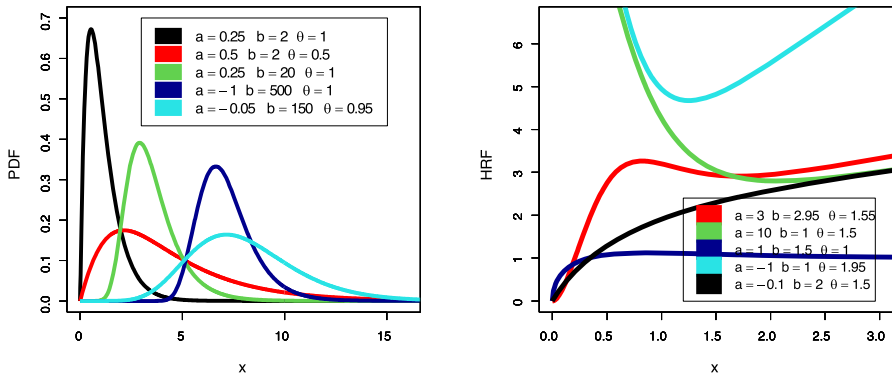 PDF
0.0 0.1 0.2 0.3 0.4 0.5 0.6 0.7
a = 0.25 b = 2 θ = 1
a = 0.5 b = 2 θ = 0.5
a = 0.25 b = 20 θ = 1
a = −1 b = 500 θ = 1
a = −0.05 b = 150 θ = 0.95
0 5 10 15
x
HRF
0 1 2 3 4 5 6
a = 3 b = 2.95 θ = 1.55
a = 10 b = 1 θ = 1.5
a = 1 b = 1.5 θ = 1
a = −1 b = 1 θ = 1.95
a = −0.1 b = 2 θ = 1.5
0.0 0.5 1.0 1.5 2.0 2.5 3.0
x